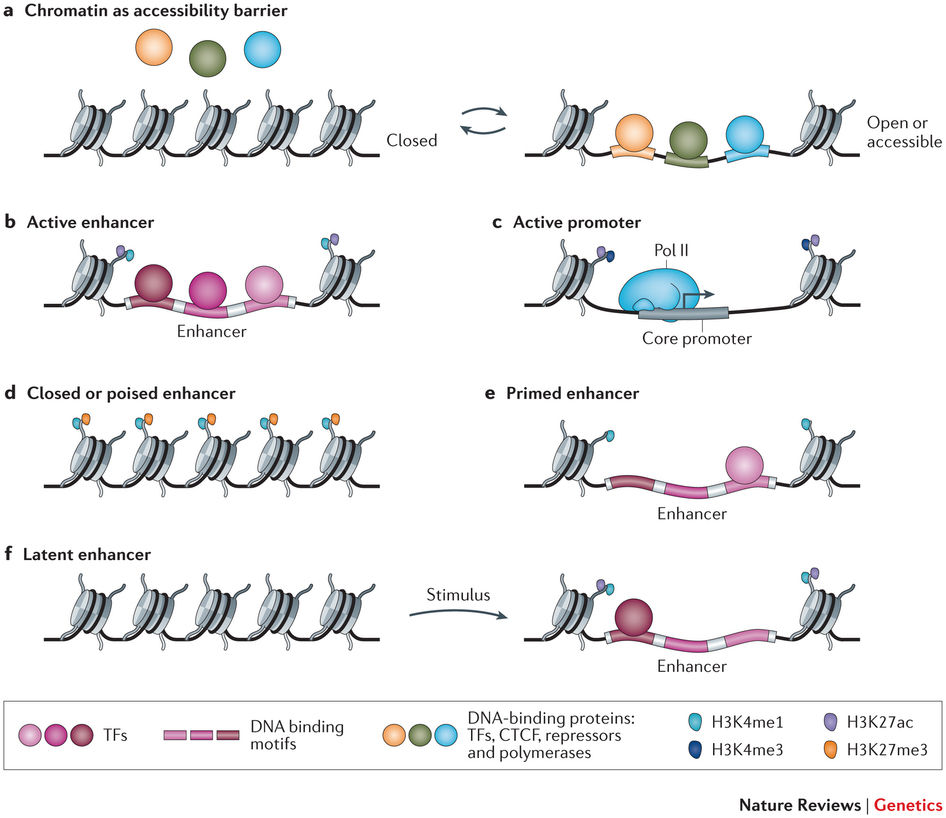 a Chromatin as accessibility barrier
Closed
Open or
accessible
b Active enhancer
Enhancer
c Active promoter
Pol II
Core promoter
d Closed or poised enhancer
e Primed enhancer
Enhancer
f Latent enhancer
Stimulus
Enhancer
TFs
DNA binding
motifs
DNA-binding proteins:
TFs, CTCF, repressors
and polymerases
H3K4me1
H3K27ac
H3K4me3
H3K27me3
Nature Reviews | Genetics